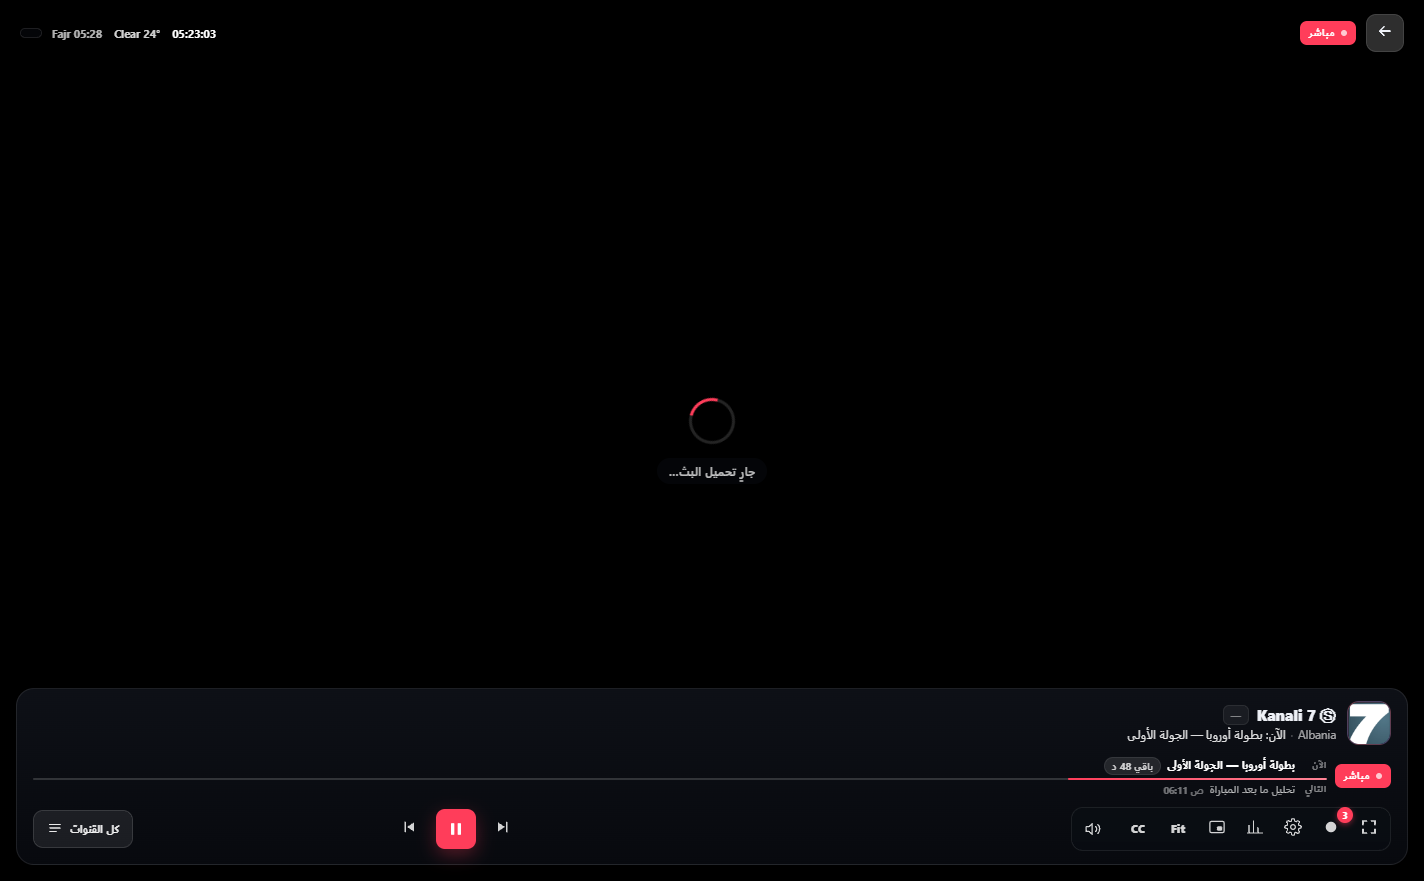 Fajr 05:28 Clear 24° 05:23:03
مباشر
جارٍ تحميل البث...
7
Kanali 7 Ⓢ —
Albania · الآن: بطولة أوروبا — الجولة الأولى
مباشر
الآن بطولة أوروبا — الجولة الأولى باقي 48 د
التالي تحليل ما بعد المباراة 06:11 ص
كل القنوات
CC Fit 3